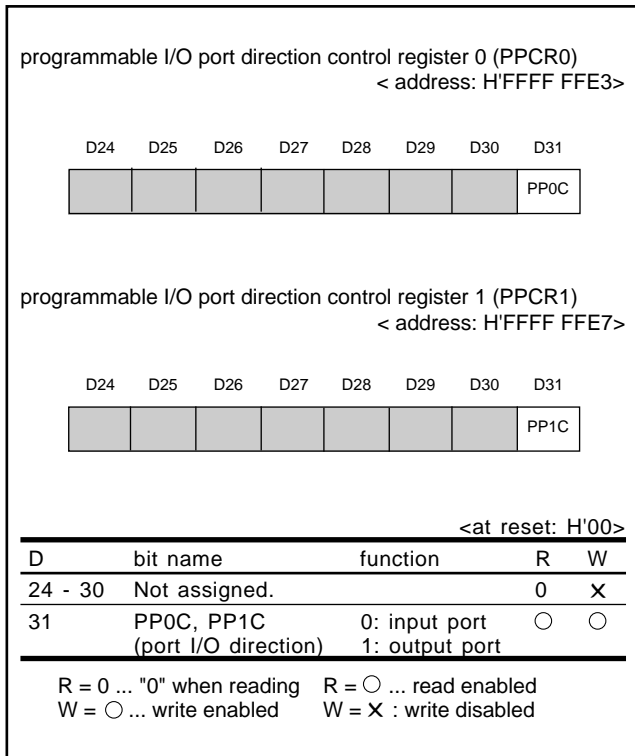 programmable I/O port direction control register 0 (PPCR0)
< address: H'FFFF FFE3>
D24 D25 D26 D27 D28 D29 D30 D31
PP0C
programmable I/O port direction control register 1 (PPCR1)
< address: H'FFFF FFE7>
D24 D25 D26 D27 D28 D29 D30 D31
PP1C
<at reset: H'00>
D bit name function R W
24 - 30 Not assigned. 0 ×
31 PP0C, PP1C 0: input port ○ ○
(port I/O direction) 1: output port
R = 0 ... "0" when reading R = ○ ... read enabled
W = ○ ... write enabled W = × : write disabled